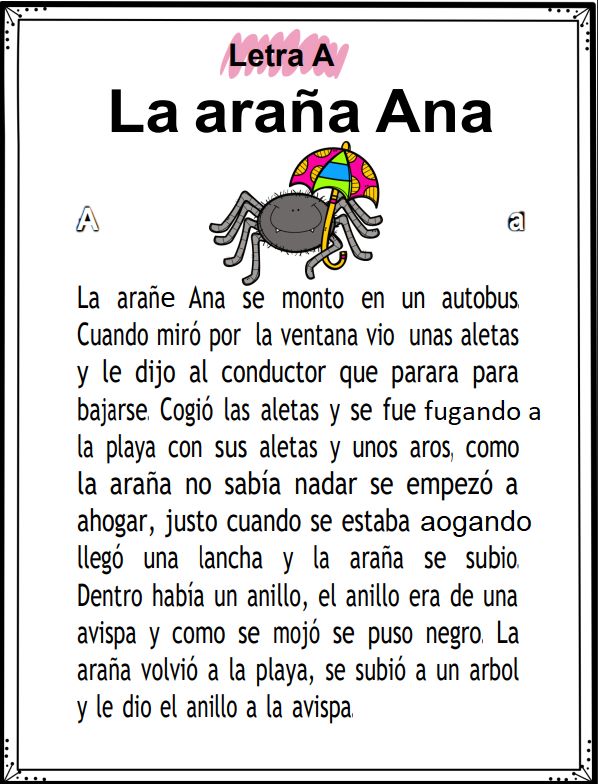 Letra A
La araña Ana
A a
La arañe Ana se monto en un autobus.
Cuando miró por la ventana vio unas aletas
y le dijo al conductor que parara para
bajarse. Cogió las aletas y se fue fugando a
la playa con sus aletas y unos aros, como
la araña no sabía nadar se empezó a
ahogar, justo cuando se estaba aogando
llegó una lancha y la araña se subio.
Dentro había un anillo, el anillo era de una
avispa y como se mojó se puso negro. La
araña volvió a la playa, se subió a un arbol
y le dio el anillo a la avispa.